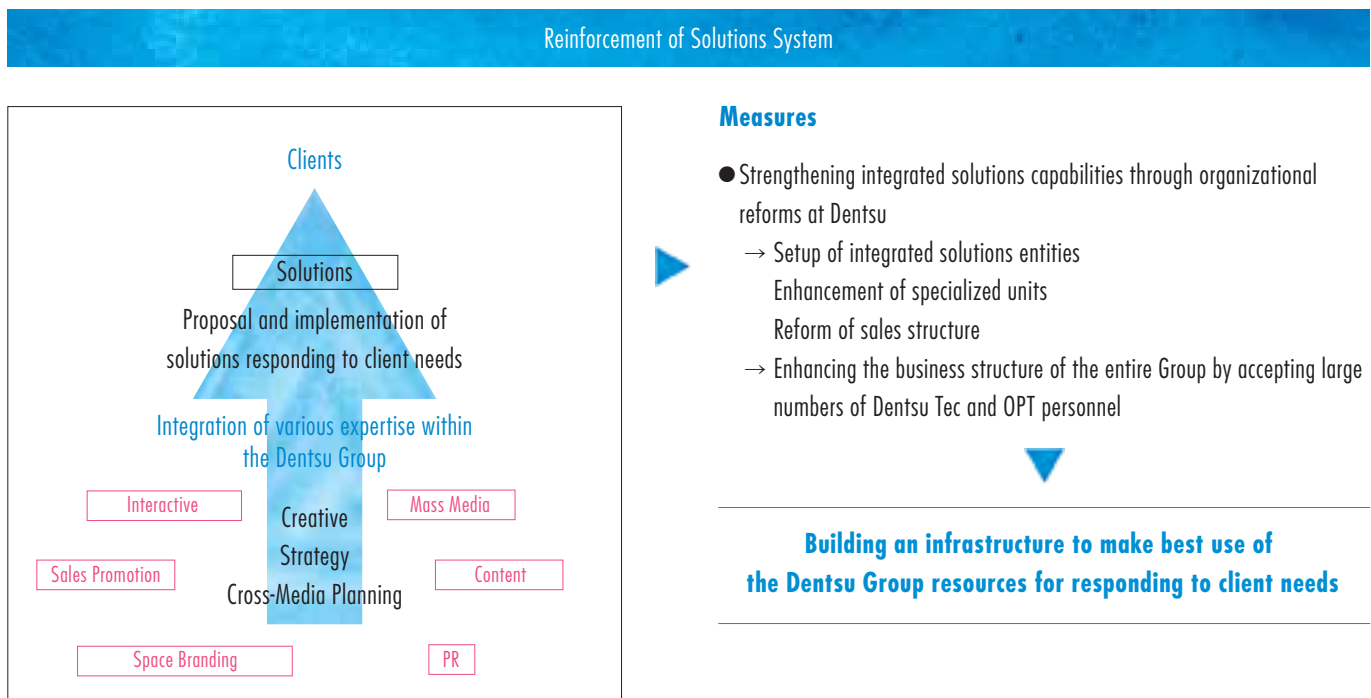 Reinforcement of Solutions System
Clients
Solutions
Proposal and implementation of
solutions responding to client needs
Integration of various expertise within
the Dentsu Group
Interactive
Mass Media
Creative
Strategy
Sales Promotion
Content
Cross-Media Planning
Space Branding
PR
Measures
● Strengthening integrated solutions capabilities through organizational
reforms at Dentsu
→ Setup of integrated solutions entities
Enhancement of specialized units
Reform of sales structure
→ Enhancing the business structure of the entire Group by accepting large
numbers of Dentsu Tec and OPT personnel
Building an infrastructure to make best use of
the Dentsu Group resources for responding to client needs